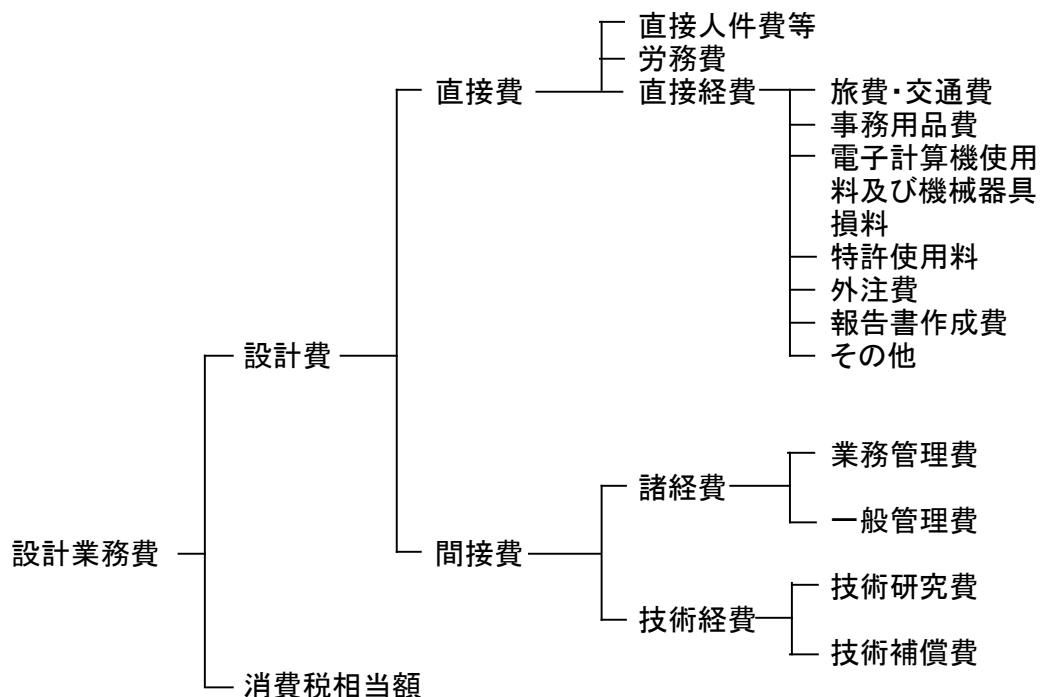 直接人件費等
労務費
直接費
直接経費
旅費・交通費
事務用品費
電子計算機使用
料及び機械器具
損料
特許使用料
外注費
報告書作成費
その他
設計費
業務管理費
諸経費
一般管理費
設計業務費
間接費
技術研究費
技術経費
技術補償費
消費税相当額